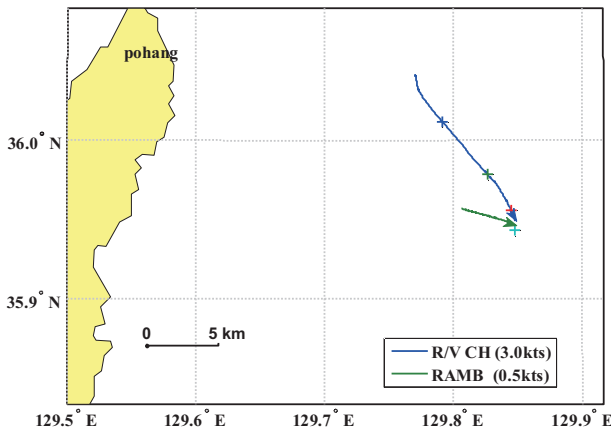 pohang
36.0° N
35.9° N
0 5 km
R/V CH (3.0kts)
RAMB (0.5kts)
129.5° E 129.6° E 129.7° E 129.8° E 129.9° E